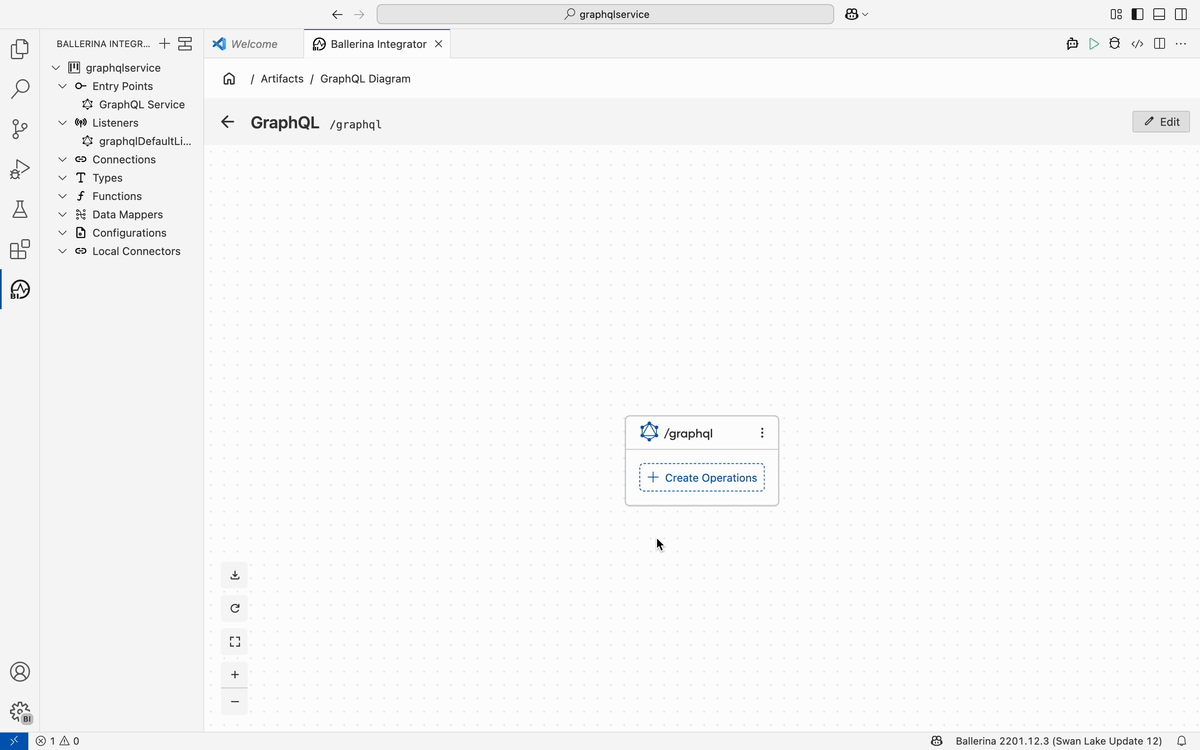 graphqlservice
BALLERINA INTEGR...
Welcome
Ballerina Integrator
graphqlservice
Entry Points
GraphQL Service
Listeners
graphqlDefaultLi...
Connections
Types
Functions
Data Mappers
Configurations
Local Connectors
/ Artifacts / GraphQL Diagram
GraphQL /graphql
Edit
/graphql
+ Create Operations
BI
BI
1 0
Ballerina 2201.12.3 (Swan Lake Update 12)